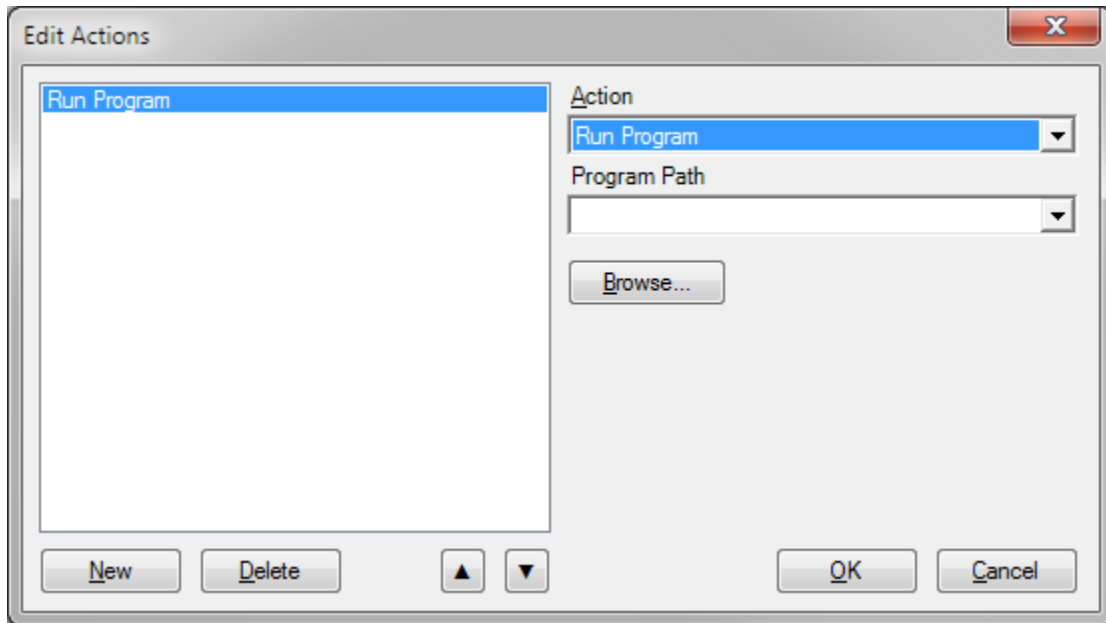 Edit Actions
Run Program
Action
Run Program
Program Path
Browse...
New
Delete
OK
Cancel